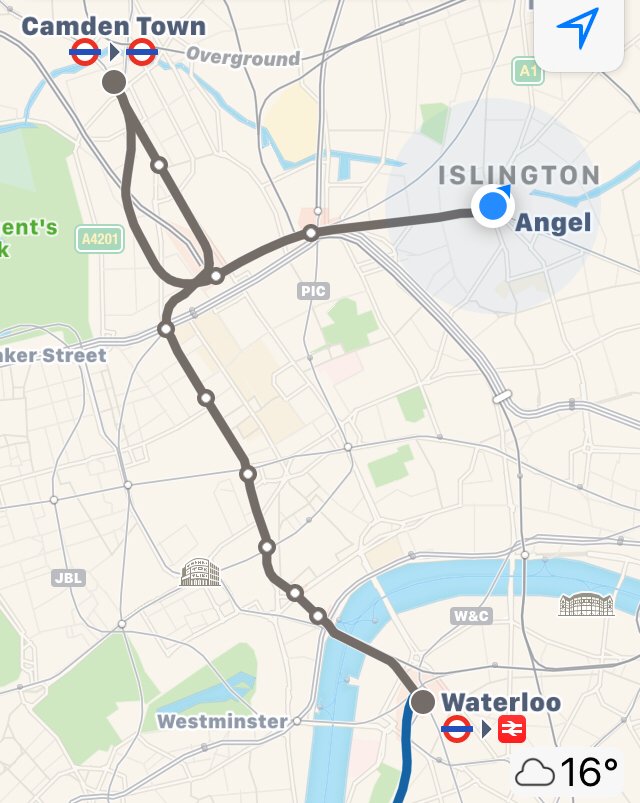 Camden Town
Overground
A1
ISLINGTON
Angel
ent's
k
A4201
PIC
aker Street
JBL
W&C
Waterloo
Westminster
16°